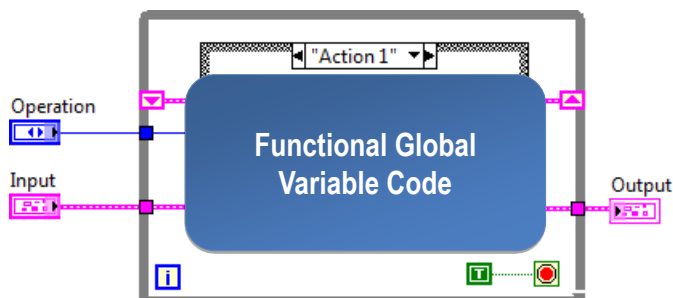 "Action 1"
Operation
Functional Global
Variable Code
Input
Output
i
T